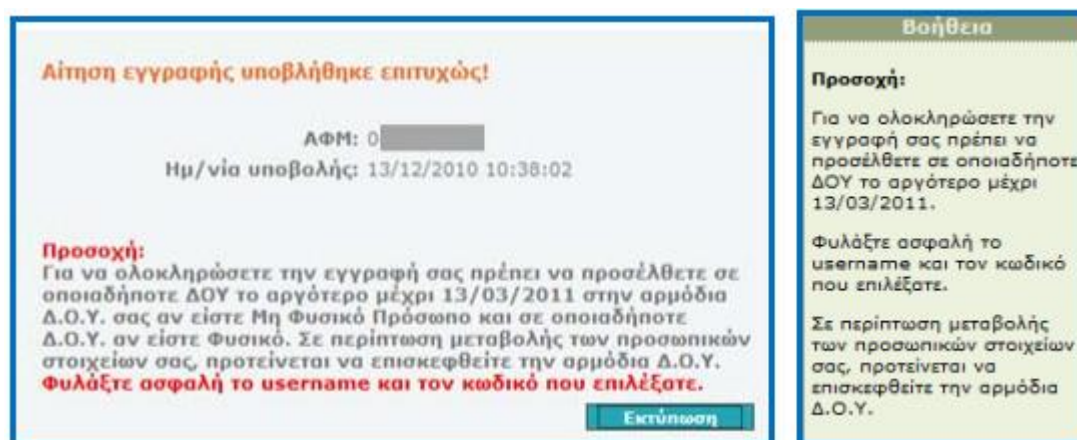 Αίτηση εγγραφής υποβλήθηκε επιτυχώς!
ΑΦΜ: 0
Ημ/νία υποβολής: 13/12/2010 10:38:02
Προσοχή:
Για να ολοκληρώσετε την εγγραφή σας πρέπει να προσέλθετε σε
οποιαδήποτε ΔΟΥ το αργότερο μέχρι 13/03/2011 στην αρμόδια
Δ.Ο.Υ. σας αν είστε Μη Φυσικό Πρόσωπο και σε οποιαδήποτε
Δ.Ο.Υ. αν είστε Φυσικό. Σε περίπτωση μεταβολής των προσωπικών
στοιχείων σας, προτείνεται να επισκεφθείτε την αρμόδια Δ.Ο.Υ.
Φυλάξτε ασφαλή το username και τον κωδικό που επιλέξατε.
Εκτύπωση
Βοήθεια
Προσοχή:
Για να ολοκληρώσετε την
εγγραφή σας πρέπει να
προσέλθετε σε οποιαδήποτε
ΔΟΥ το αργότερο μέχρι
13/03/2011.
Φυλάξτε ασφαλή το
username και τον κωδικό
που επιλέξατε.
Σε περίπτωση μεταβολής
των προσωπικών στοιχείων
σας, προτείνεται να
επισκεφθείτε την αρμόδια
Δ.Ο.Υ.